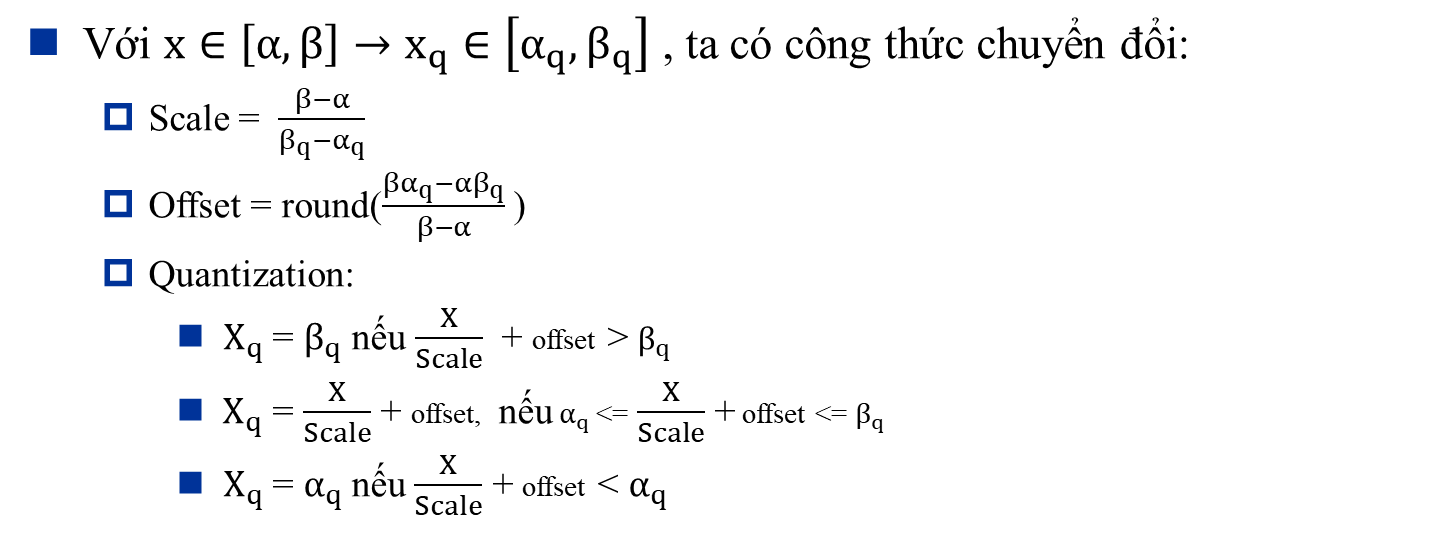 Với x ∈ [α, β] → x_q ∈ [α_q, β_q] , ta có công thức chuyển đổi:
Scale = (β−α)/(β_q−α_q)
Offset = round((βα_q−αβ_q)/(β−α) )
Quantization:
X_q = β_q nếu X/Scale + offset > β_q
X_q = X/Scale + offset, nếu α_q <= X/Scale + offset <= β_q
X_q = α_q nếu X/Scale + offset < α_q